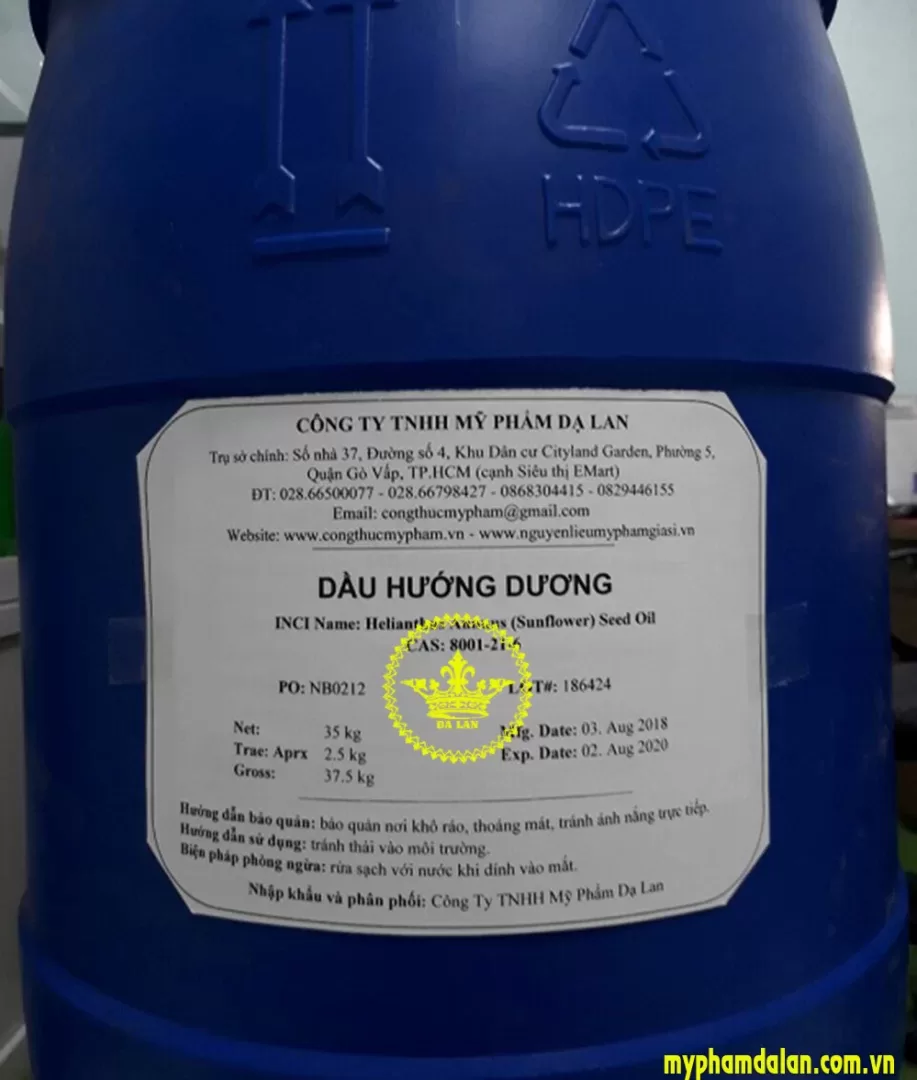 HDPE
CÔNG TY TNHH MỸ PHẨM DẠ LAN
Trụ sở chính: Số nhà 37, Đường số 4, Khu Dân cư Cityland Garden, Phường 5,
Quận Gò Vấp, TP.HCM (cạnh Siêu thị EMart)
ĐT: 028.66500077 - 028.66798427 - 0868304415 - 0829446155
Email: congthucmypham@gmail.com
Website: www.congthucmypham.vn - www.nguyenlieumyphamgiasi.vn
DẦU HƯỚNG DƯƠNG
INCI Name: (Sunflower) Seed Oil
CAS:
PO: NB0212 186424
Net: 35 kg Mfg. Date: 03. Aug 2018
Trae: Aprx 2.5 kg Exp. Date: 02. Aug 2020
Gross: 37.5 kg
DA LAN
Hướng dẫn bảo quản: bảo quản nơi khô ráo, thoáng mát, tránh ánh nắng trực tiếp.
Hướng dẫn sử dụng: tránh thải vào môi trường.
Biện pháp phòng ngừa: rửa sạch với nước khi dính vào mắt.
Nhập khẩu và phân phối: Công Ty TNHH Mỹ Phẩm Dạ Lan
myphamdalan.com.vn